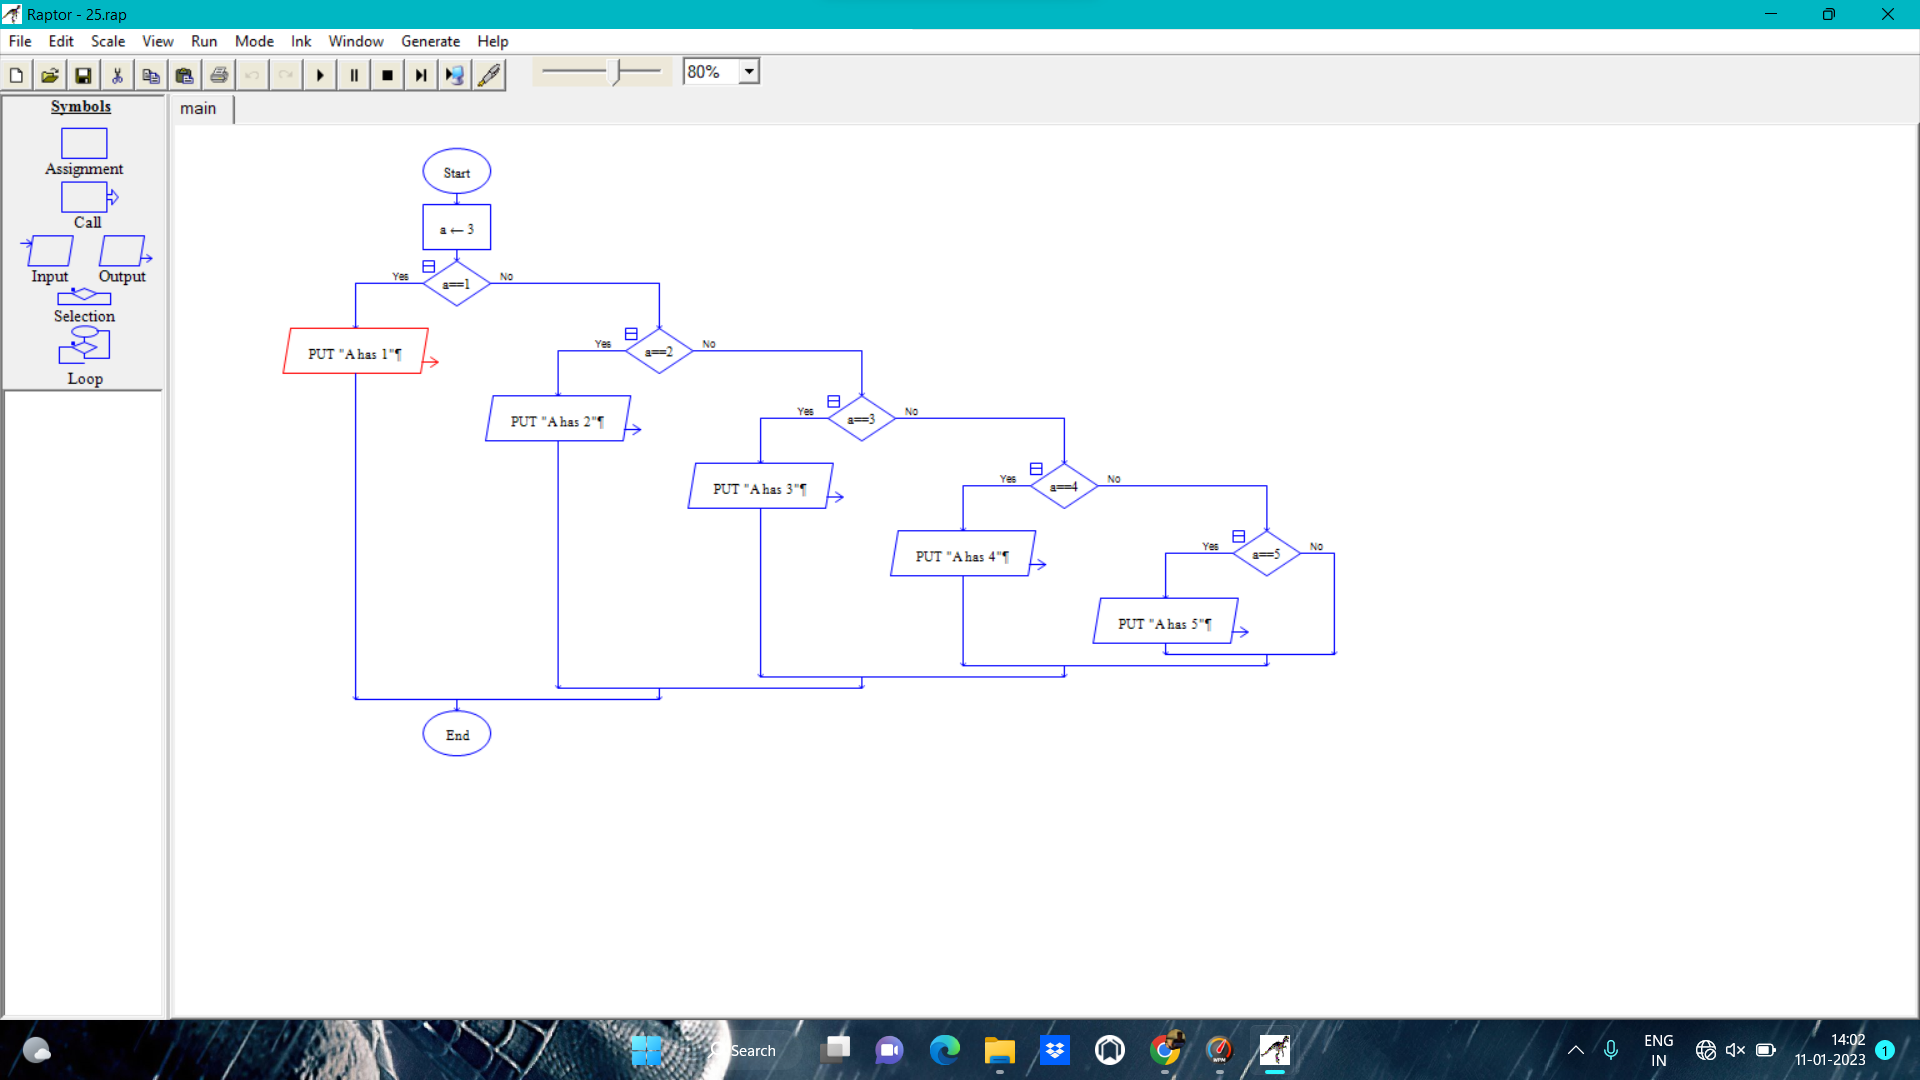 Raptor - 25.rap
File Edit Scale View Run Mode Ink Window Generate Help
80%
Symbols
main
Assignment
Call
Input Output
Selection
Loop
Start
a ← 3
Yes a==1 No
PUT "A has 1"¶
Yes a==2 No
PUT "A has 2"¶
Yes a==3 No
PUT "A has 3"¶
Yes a==4 No
PUT "A has 4"¶
Yes a==5 No
PUT "A has 5"¶
End
Search
ENG
IN
14:02
11-01-2023
1